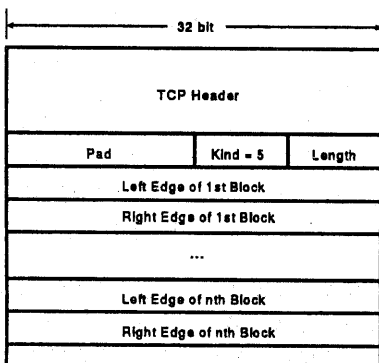 32 bit
TCP Header
Pad Kind = 5 Length
Left Edge of 1st Block
Right Edge of 1st Block
...
Left Edge of nth Block
Right Edge of nth Block